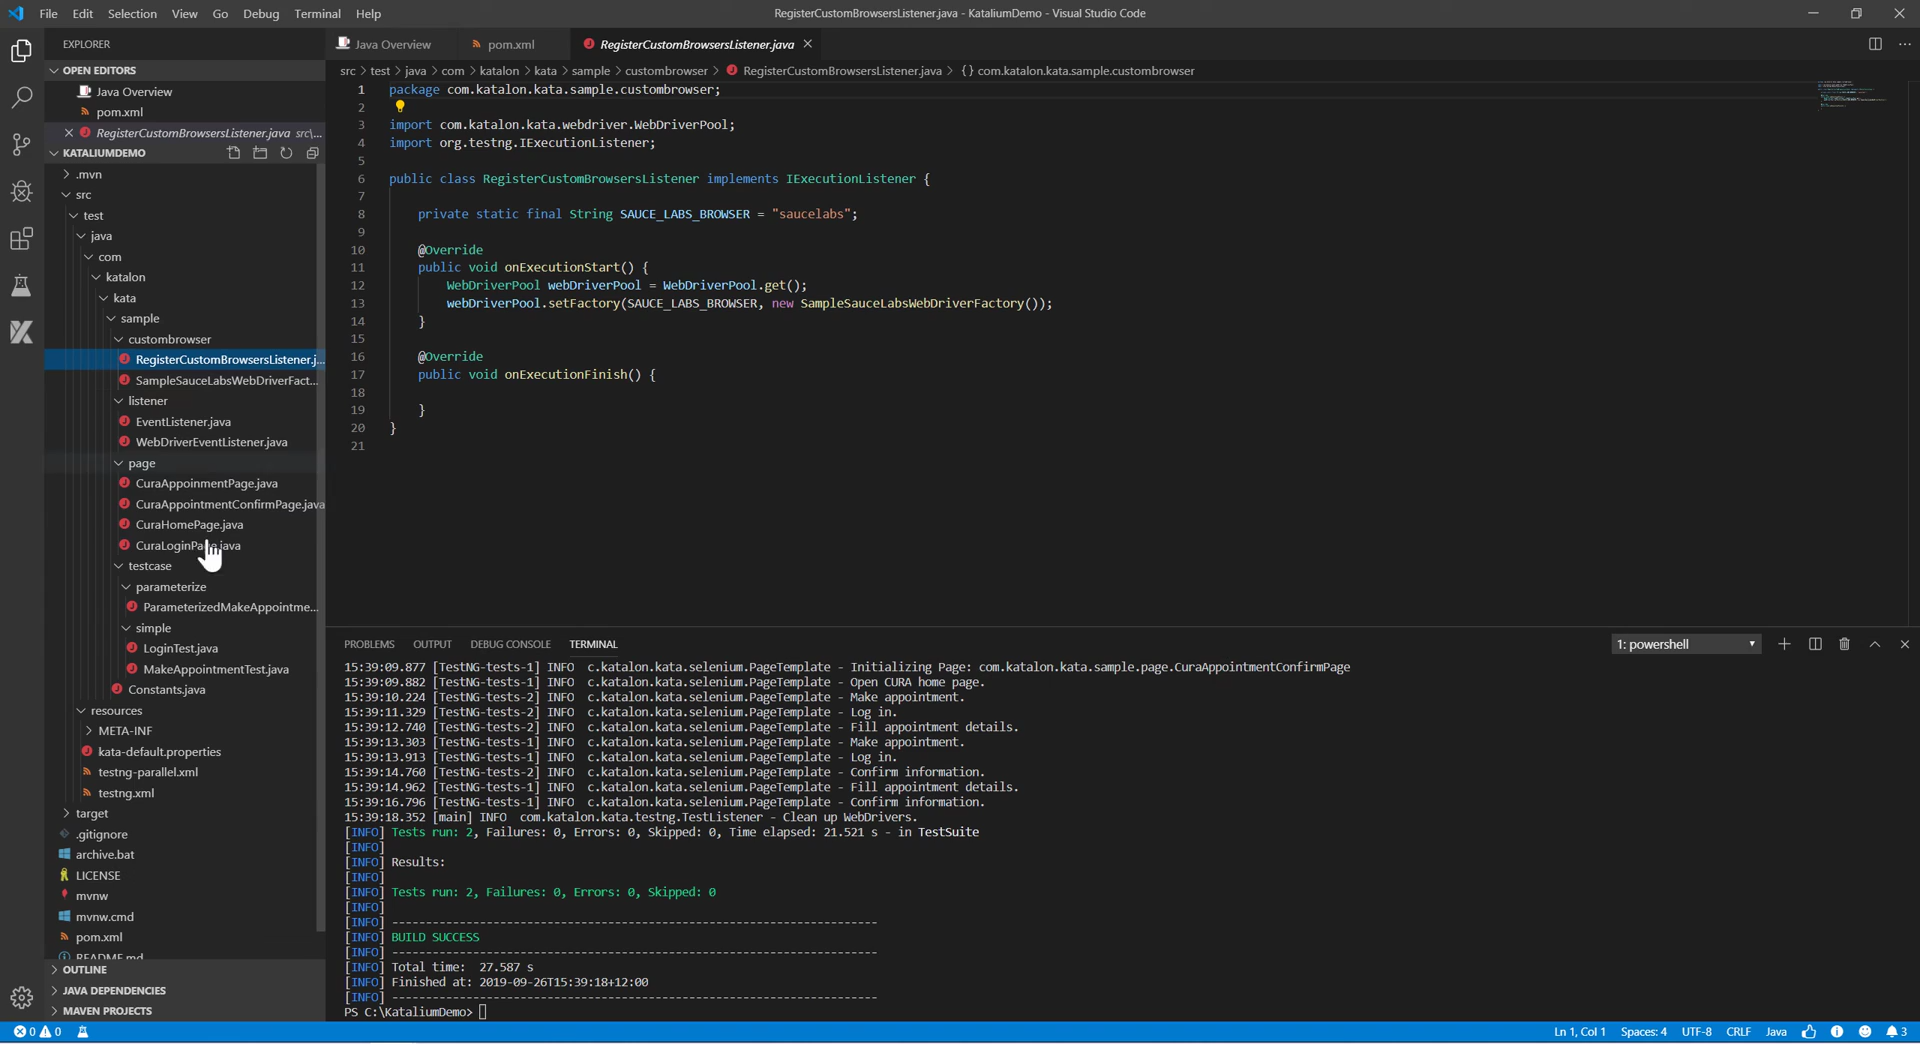 File Edit Selection View Go Debug Terminal Help
RegisterCustomBrowsersListener.java - KataliumDemo - Visual Studio Code
EXPLORER
OPEN EDITORS
Java Overview
pom.xml
RegisterCustomBrowsersListener.java src\...
KATALIUMDEMO
.mvn
src
test
java
com
katalon
kata
sample
custombrowser
RegisterCustomBrowsersListener.j...
SampleSauceLabsWebDriverFact...
listener
EventListener.java
WebDriverEventListener.java
page
CuraAppoinmentPage.java
CuraAppointmentConfirmPage.java
CuraHomePage.java
CuraLoginPage.java
testcase
parameterize
ParameterizedMakeAppointme...
simple
LoginTest.java
MakeAppointmentTest.java
Constants.java
resources
META-INF
kata-default.properties
testng-parallel.xml
testng.xml
target
.gitignore
archive.bat
LICENSE
mvnw
mvnw.cmd
pom.xml
README.md
OUTLINE
JAVA DEPENDENCIES
MAVEN PROJECTS
Java Overview
pom.xml
RegisterCustomBrowsersListener.java
src > test > java > com > katalon > kata > sample > custombrowser > RegisterCustomBrowsersListener.java > {} com.katalon.kata.sample.custombrowser
1 package com.katalon.kata.sample.custombrowser;
2
3 import com.katalon.kata.webdriver.WebDriverPool;
4 import org.testng.IExecutionListener;
5
6 public class RegisterCustomBrowsersListener implements IExecutionListener {
7
8 private static final String SAUCE_LABS_BROWSER = "saucelabs";
9
10 @Override
11 public void onExecutionStart() {
12 WebDriverPool webDriverPool = WebDriverPool.get();
13 webDriverPool.setFactory(SAUCE_LABS_BROWSER, new SampleSauceLabsWebDriverFactory());
14 }
15
16 @Override
17 public void onExecutionFinish() {
18
19 }
20 }
21
PROBLEMS OUTPUT DEBUG CONSOLE TERMINAL
1: powershell
15:39:09.877 [TestNG-tests-1] INFO c.katalon.kata.selenium.PageTemplate - Initializing Page: com.katalon.kata.sample.page.CuraAppointmentConfirmPage
15:39:09.882 [TestNG-tests-1] INFO c.katalon.kata.selenium.PageTemplate - Open CURA home page.
15:39:10.224 [TestNG-tests-2] INFO c.katalon.kata.selenium.PageTemplate - Make appointment.
15:39:11.329 [TestNG-tests-2] INFO c.katalon.kata.selenium.PageTemplate - Log in.
15:39:12.740 [TestNG-tests-2] INFO c.katalon.kata.selenium.PageTemplate - Fill appointment details.
15:39:13.303 [TestNG-tests-1] INFO c.katalon.kata.selenium.PageTemplate - Make appointment.
15:39:13.913 [TestNG-tests-1] INFO c.katalon.kata.selenium.PageTemplate - Log in.
15:39:14.760 [TestNG-tests-2] INFO c.katalon.kata.selenium.PageTemplate - Confirm information.
15:39:14.962 [TestNG-tests-1] INFO c.katalon.kata.selenium.PageTemplate - Fill appointment details.
15:39:16.796 [TestNG-tests-1] INFO c.katalon.kata.selenium.PageTemplate - Confirm information.
15:39:18.352 [main] INFO com.katalon.kata.testng.TestListener - Clean up WebDrivers.
[INFO] Tests run: 2, Failures: 0, Errors: 0, Skipped: 0, Time elapsed: 21.521 s - in TestSuite
[INFO]
[INFO] Results:
[INFO]
[INFO] Tests run: 2, Failures: 0, Errors: 0, Skipped: 0
[INFO]
[INFO] ------------------------------------------------------------------------
[INFO] BUILD SUCCESS
[INFO] ------------------------------------------------------------------------
[INFO] Total time: 27.587 s
[INFO] Finished at: 2019-09-26T15:39:18+12:00
[INFO] ------------------------------------------------------------------------
PS C:\KataliumDemo>
0 0
Ln 1, Col 1 Spaces: 4 UTF-8 CRLF Java 3